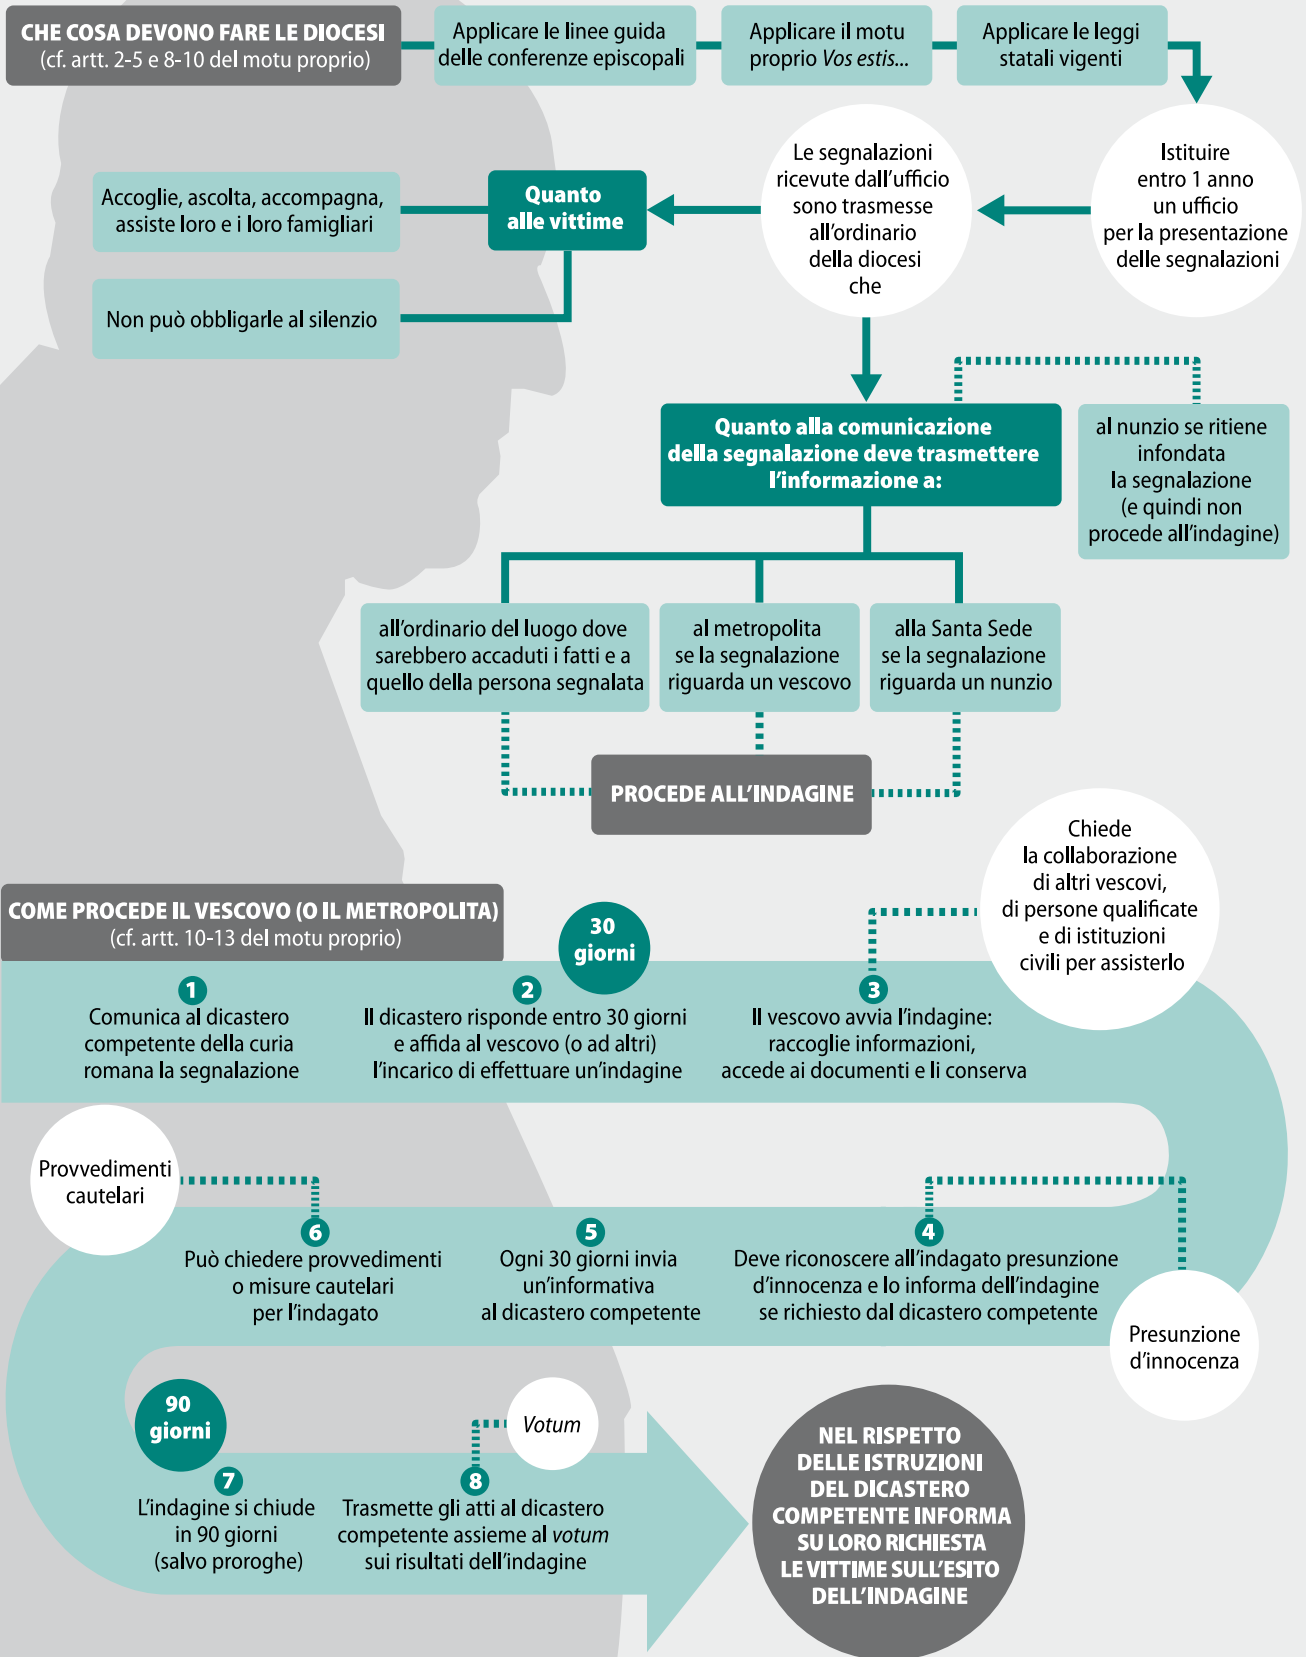 CHE COSA DEVONO FARE LE DIOCESI
(cf. artt. 2-5 e 8-10 del motu proprio)
Applicare le linee guida
delle conferenze episcopali
Applicare il motu
proprio Vos estis...
Applicare le leggi
statali vigenti
Istituire
entro 1 anno
un ufficio
per la presentazione
delle segnalazioni
Le segnalazioni
ricevute dall'ufficio
sono trasmesse
all'ordinario
della diocesi
che
Quanto
alle vittime
Accoglie, ascolta, accompagna,
assiste loro e i loro famigliari
Non può obbligarle al silenzio
Quanto alla comunicazione
della segnalazione deve trasmettere
l'informazione a:
al nunzio se ritiene
infondata
la segnalazione
(e quindi non
procede all'indagine)
all'ordinario del luogo dove
sarebbero accaduti i fatti e a
quello della persona segnalata
al metropolita
se la segnalazione
riguarda un vescovo
alla Santa Sede
se la segnalazione
riguarda un nunzio
PROCEDE ALL'INDAGINE
COME PROCEDE IL VESCOVO (O IL METROPOLITA)
(cf. artt. 10-13 del motu proprio)
1
Comunica al dicastero
competente della curia
romana la segnalazione
30
giorni
2
Il dicastero risponde entro 30 giorni
e affida al vescovo (o ad altri)
l'incarico di effettuare un'indagine
3
Il vescovo avvia l'indagine:
raccoglie informazioni,
accede ai documenti e li conserva
Chiede
la collaborazione
di altri vescovi,
di persone qualificate
e di istituzioni
civili per assisterlo
4
Deve riconoscere all'indagato presunzione
d'innocenza e lo informa dell'indagine
se richiesto dal dicastero competente
Presunzione
d'innocenza
5
Ogni 30 giorni invia
un'informativa
al dicastero competente
6
Può chiedere provvedimenti
o misure cautelari
per l'indagato
Provvedimenti
cautelari
90
giorni
7
L'indagine si chiude
in 90 giorni
(salvo proroghe)
8
Trasmette gli atti al dicastero
competente assieme al votum
sui risultati dell'indagine
Votum
NEL RISPETTO
DELLE ISTRUZIONI
DEL DICASTERO
COMPETENTE INFORMA
SU LORO RICHIESTA
LE VITTIME SULL'ESITO
DELL'INDAGINE